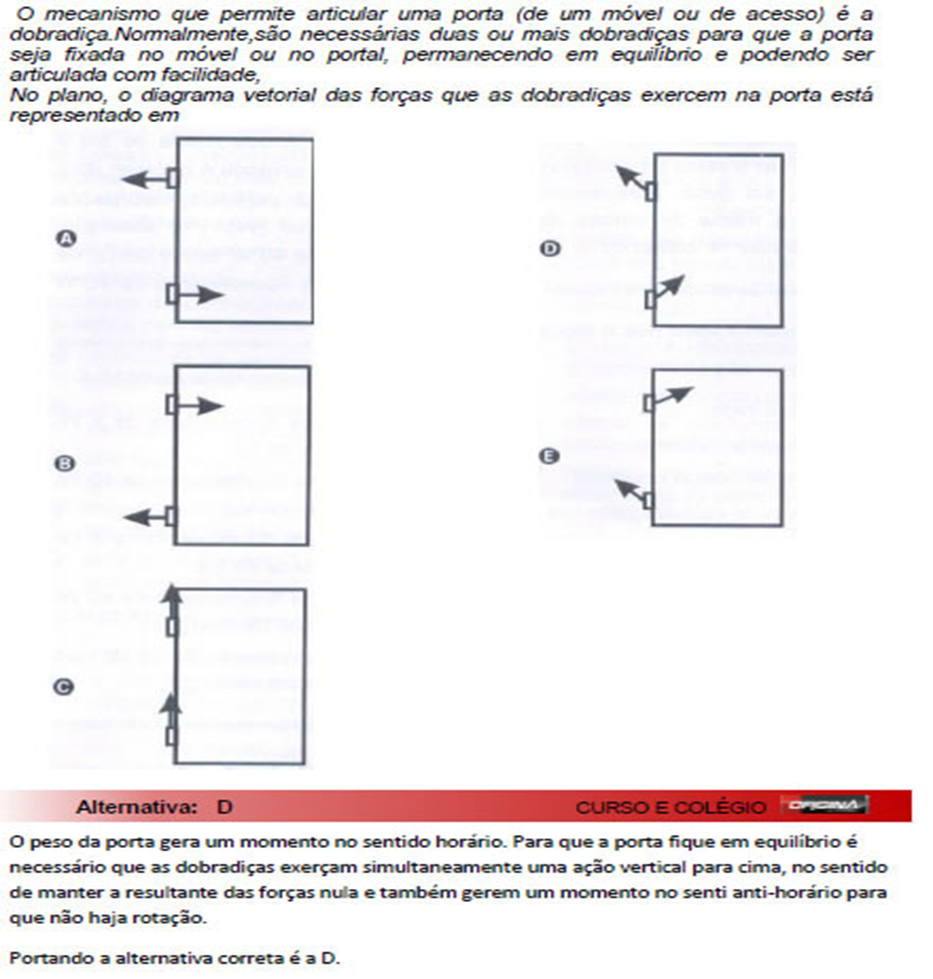 O mecanismo que permite articular uma porta (de um móvel ou de acesso) é a
dobradiça.Normalmente,são necessárias duas ou mais dobradiças para que a porta
seja fixada no móvel ou no portal, permanecendo em equilíbrio e podendo ser
articulada com facilidade,
No plano, o diagrama vetorial das forças que as dobradiças exercem na porta está
representado em
A
B
C
D
E
Alternativa: D
CURSO E COLÉGIO OFICINA
O peso da porta gera um momento no sentido horário. Para que a porta fique em equilíbrio é
necessário que as dobradiças exerçam simultaneamente uma ação vertical para cima, no sentido
de manter a resultante das forças nula e também gerem um momento no senti anti-horário para
que não haja rotação.
Portando a alternativa correta é a D.